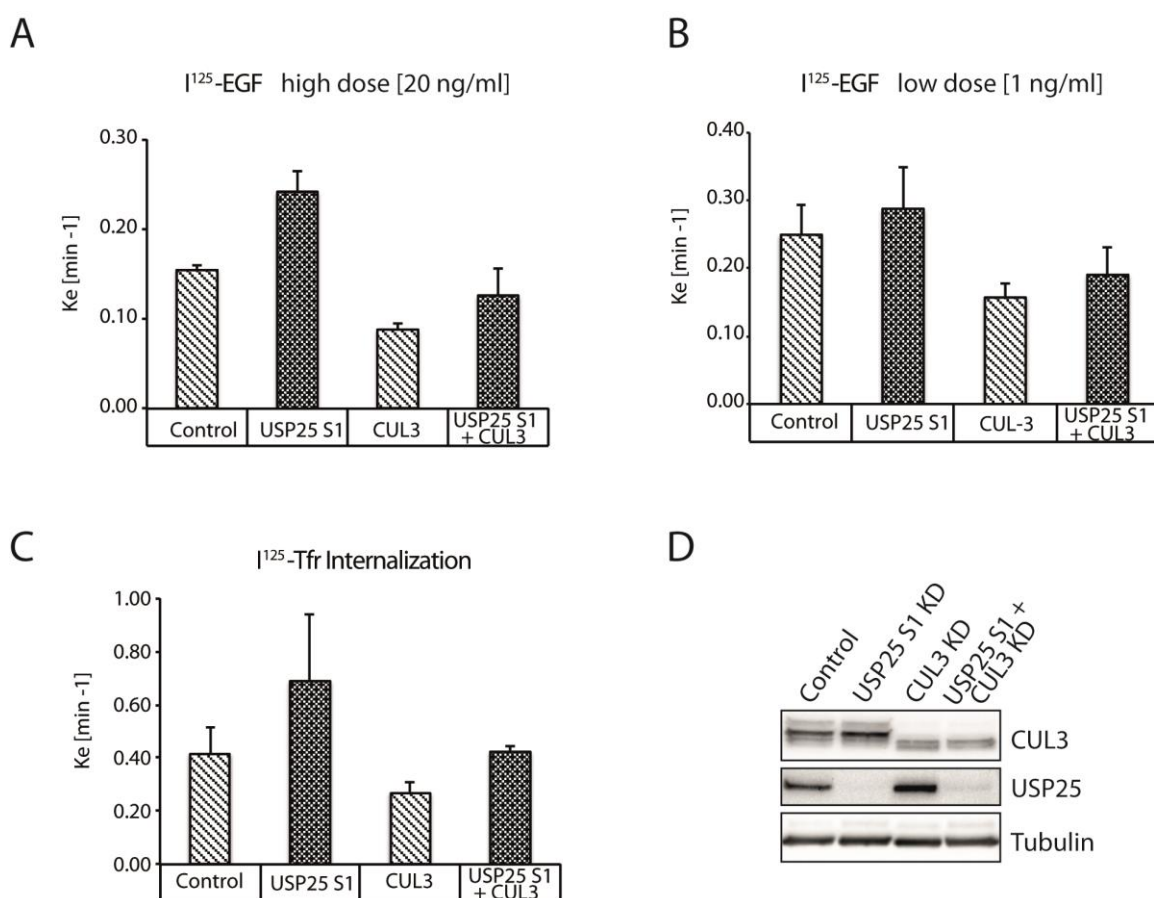 A
I¹²⁵-EGF high dose [20 ng/ml]
Ke [min -1]
0.30
0.20
0.10
0.00
Control
USP25 S1
CUL3
USP25 S1
+ CUL3
B
I¹²⁵-EGF low dose [1 ng/ml]
Ke [min -1]
0.40
0.30
0.20
0.10
0.00
Control
USP25 S1
CUL-3
USP25 S1
+ CUL3
C
I¹²⁵-Tfr Internalization
Ke [min -1]
1.00
0.80
0.60
0.40
0.20
0.00
Control
USP25 S1
CUL3
USP25 S1
+ CUL3
D
Control
USP25 S1 KD
CUL3 KD
USP25 S1 +
CUL3 KD
CUL3
USP25
Tubulin